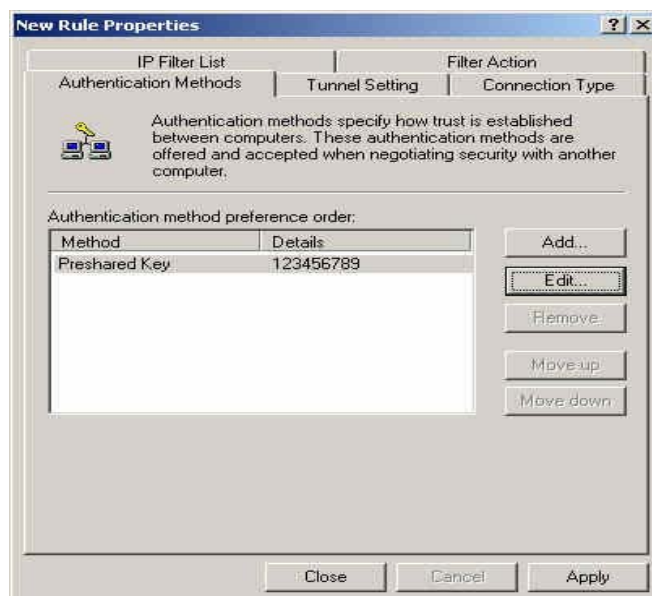 New Rule Properties
IP Filter List
Filter Action
Authentication Methods
Tunnel Setting
Connection Type
Authentication methods specify how trust is established
between computers. These authentication methods are
offered and accepted when negotiating security with another
computer.
Authentication method preference order:
Method Details
Preshared Key 123456789
Add...
Edit...
Remove
Move up
Move down
Close
Cancel
Apply